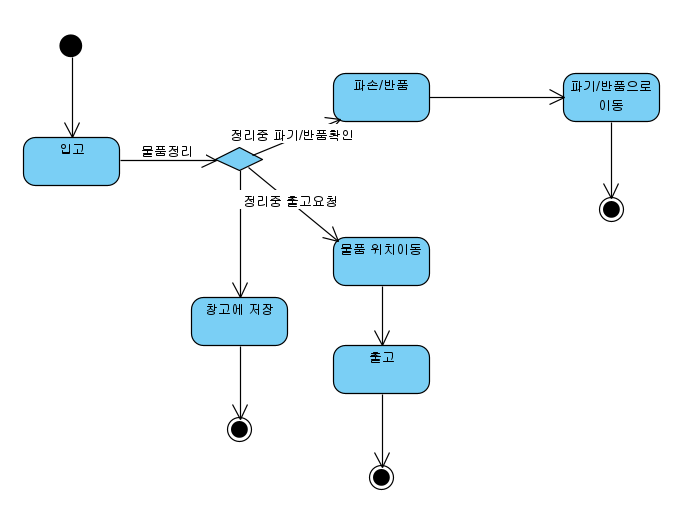 파손/반품
파기/반품으로
이동
정리중 파기/반품확인
입고
물품정리
정리중 출고요청
물품 위치이동
창고에 저장
출고